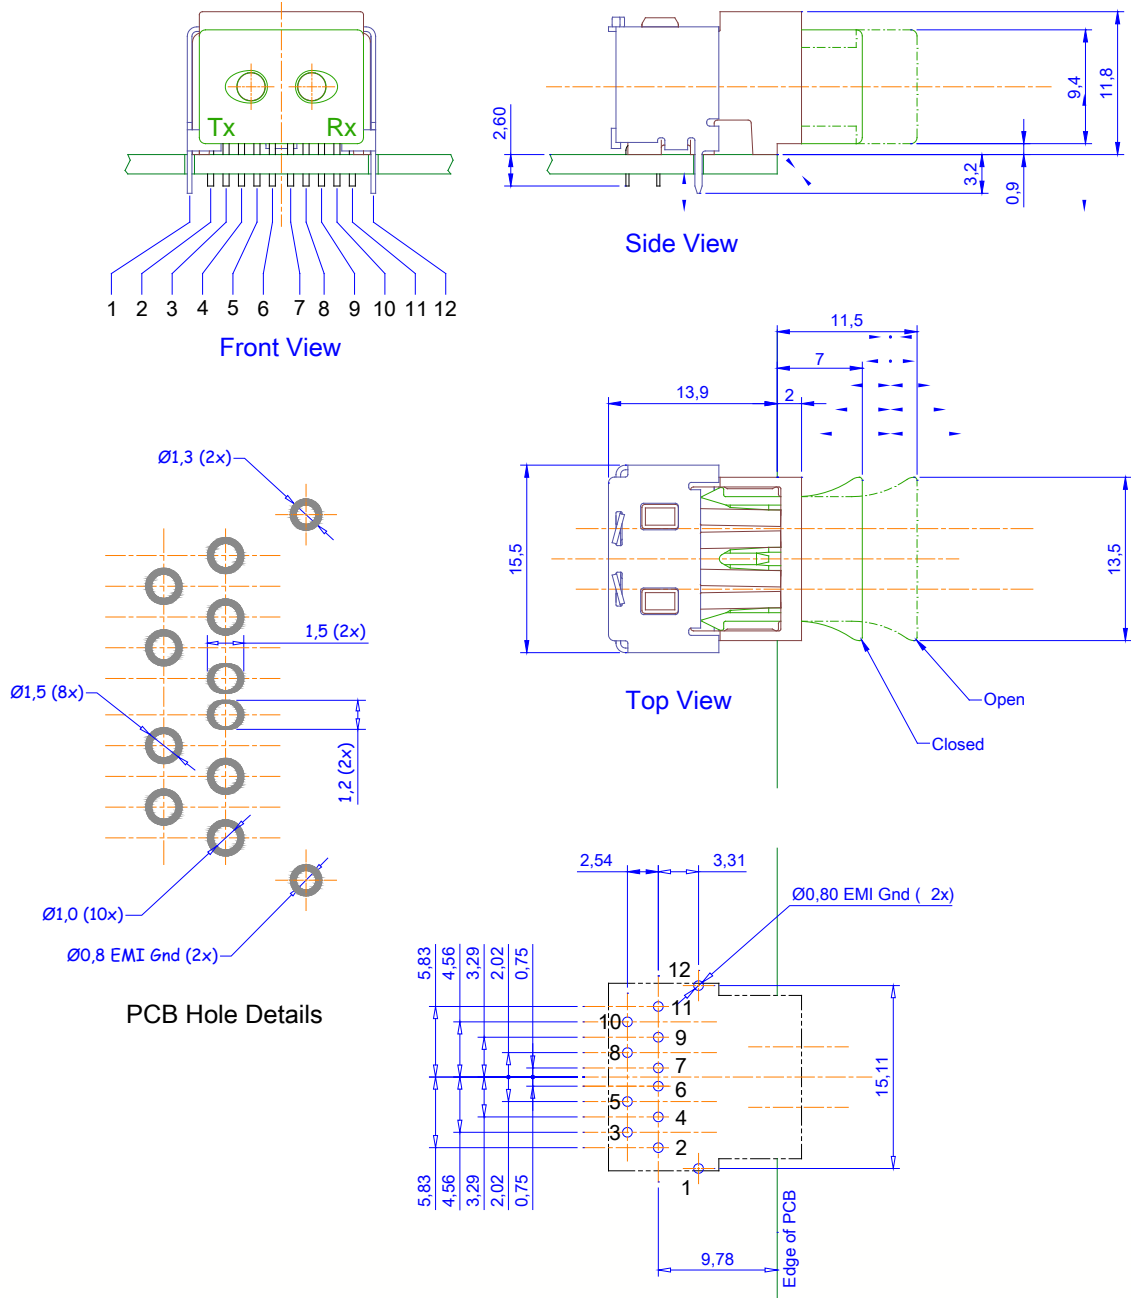 Tx
Rx
1 2 3 4 5 6 7 8 9 10 11 12
Front View
2,60
9,4
11,8
3,2
0,9
Side View
11,5
7
13,9
2
15,5
13,5
Open
Closed
Top View
Ø1,3 (2x)
1,5 (2x)
Ø1,5 (8x)
1,2 (2x)
Ø1,0 (10x)
Ø0,8 EMI Gnd (2x)
PCB Hole Details
2,54
3,31
Ø0,80 EMI Gnd ( 2x)
5,83
4,56
3,29
2,02
0,75
12
11
10
9
8
7
6
5
4
3
2
1
15,11
5,83
4,56
3,29
2,02
0,75
9,78
Edge of PCB